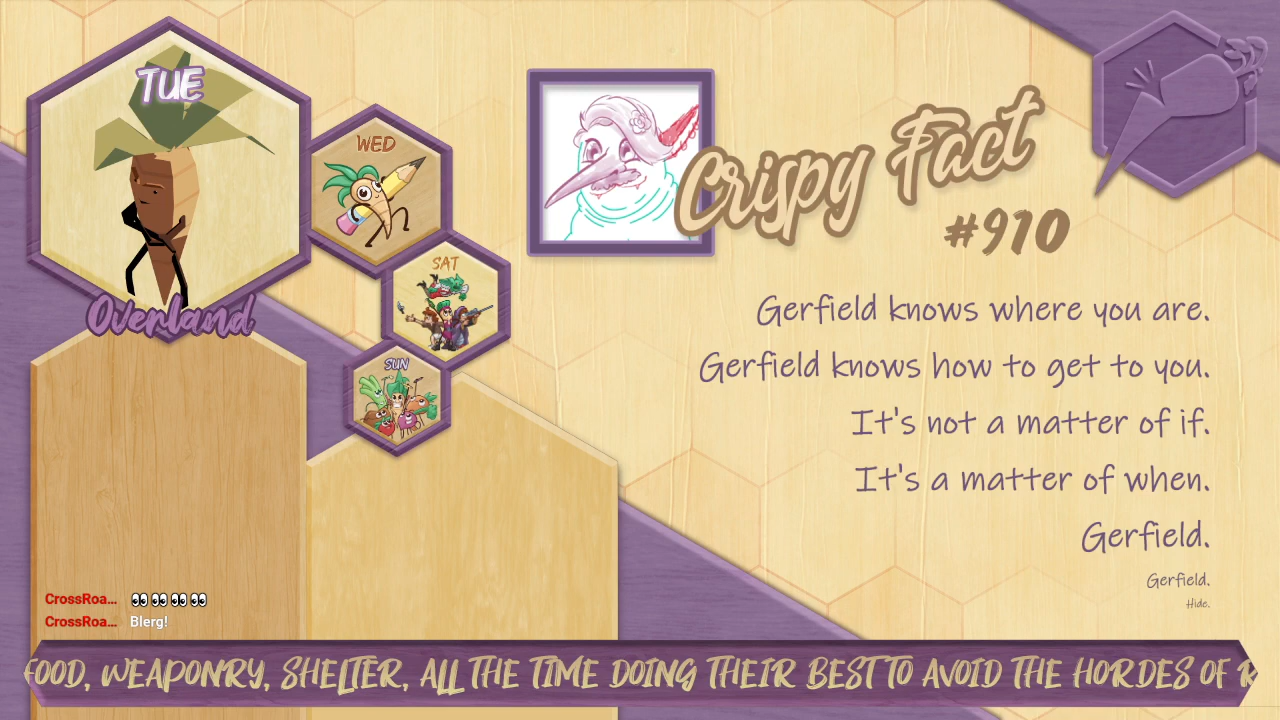 TUE
WED
SAT
SUN
Overland
Crispy Fact
#910
Gerfield knows where you are.
Gerfield knows how to get to you.
It's not a matter of if.
It's a matter of when.
Gerfield.
Gerfield.
Hide.
CrossRoa... 👀 👀 👀 👀
CrossRoa... Blerg!
FOOD, WEAPONRY, SHELTER, ALL THE TIME DOING THEIR BEST TO AVOID THE HORDES OF